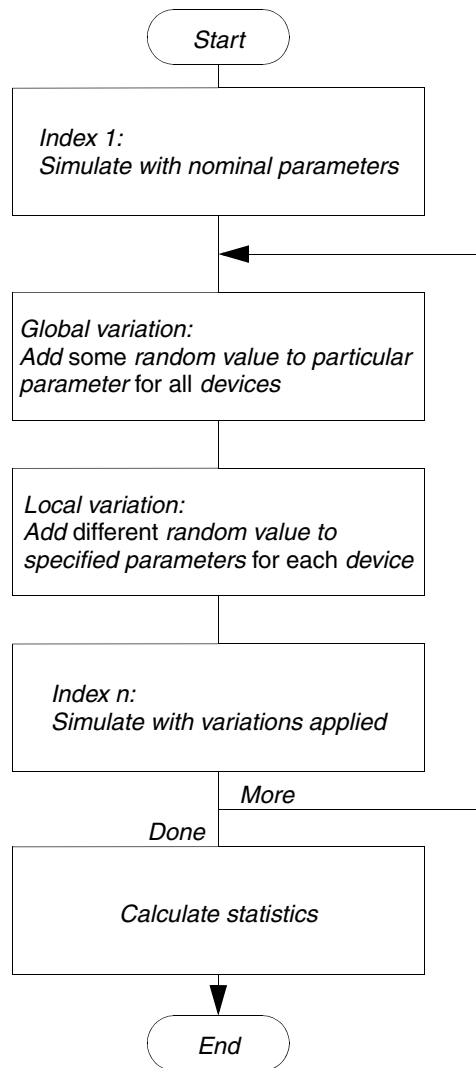 Start
Index 1:
Simulate with nominal parameters
Global variation:
Add some random value to particular
parameter for all devices
Local variation:
Add different random value to
specified parameters for each device
Index n:
Simulate with variations applied
More
Done
Calculate statistics
End